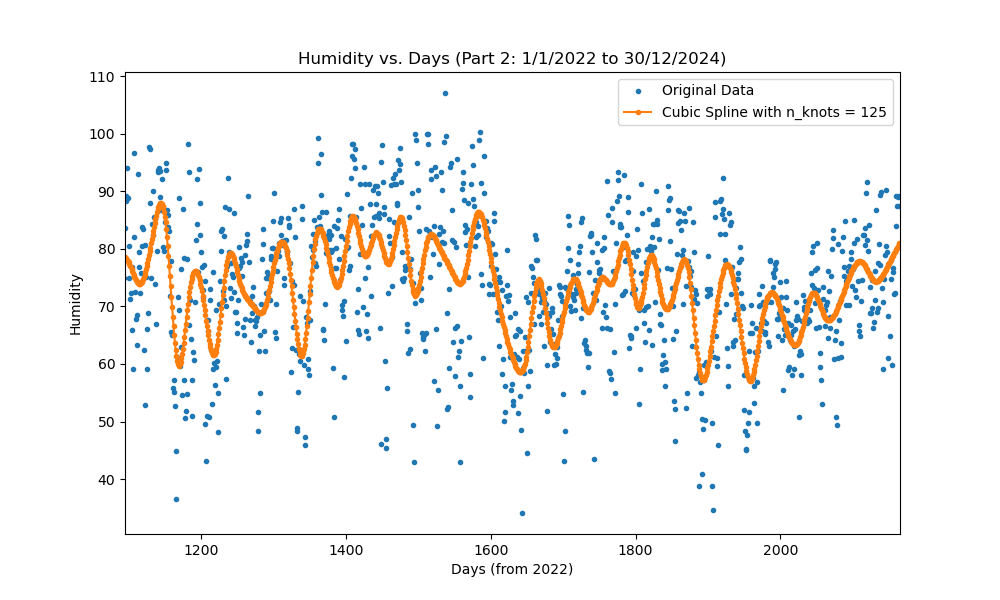 Humidity vs. Days (Part 2: 1/1/2022 to 30/12/2024)
Original Data
Cubic Spline with n_knots = 125
110
100
90
80
70
60
50
40
Humidity
1200
1400
1600
1800
2000
Days (from 2022)